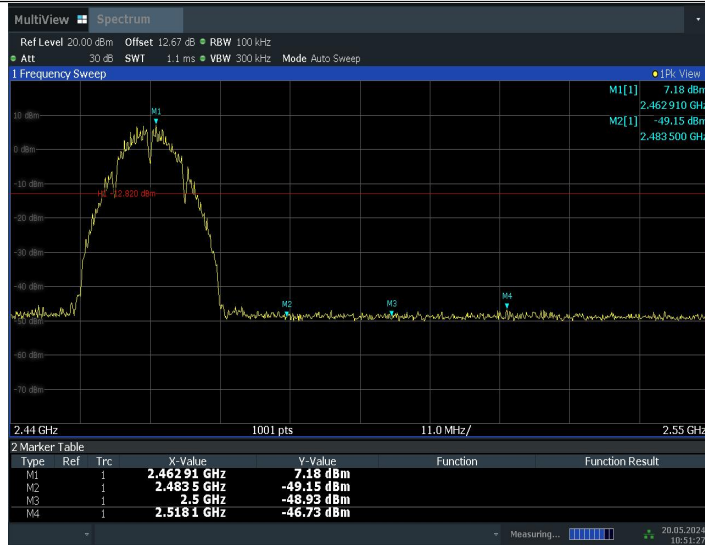 MultiView Spectrum
Ref Level 20.00 dBm Offset 12.67 dB RBW 100 kHz
Att 30 dB SWT 1.1 ms VBW 300 kHz Mode Auto Sweep
1 Frequency Sweep 1Pk View
M1[1] 7.18 dBm
2.462 910 GHz
M2[1] -49.15 dBm
2.483 500 GHz
M1
10 dBm
0 dBm
-10 dBm
-12.820 dBm
-20 dBm
-30 dBm
-40 dBm
M2 M3 M4
-50 dBm
-60 dBm
-70 dBm
2.44 GHz 1001 pts 11.0 MHz/ 2.55 GHz
2 Marker Table
Type Ref Trc X-Value Y-Value Function Function Result
M1 1 2.462 91 GHz 7.18 dBm
M2 1 2.483 5 GHz -49.15 dBm
M3 1 2.5 GHz -48.93 dBm
M4 1 2.518 1 GHz -46.73 dBm
Measuring... 20.05.2024
10:51:27